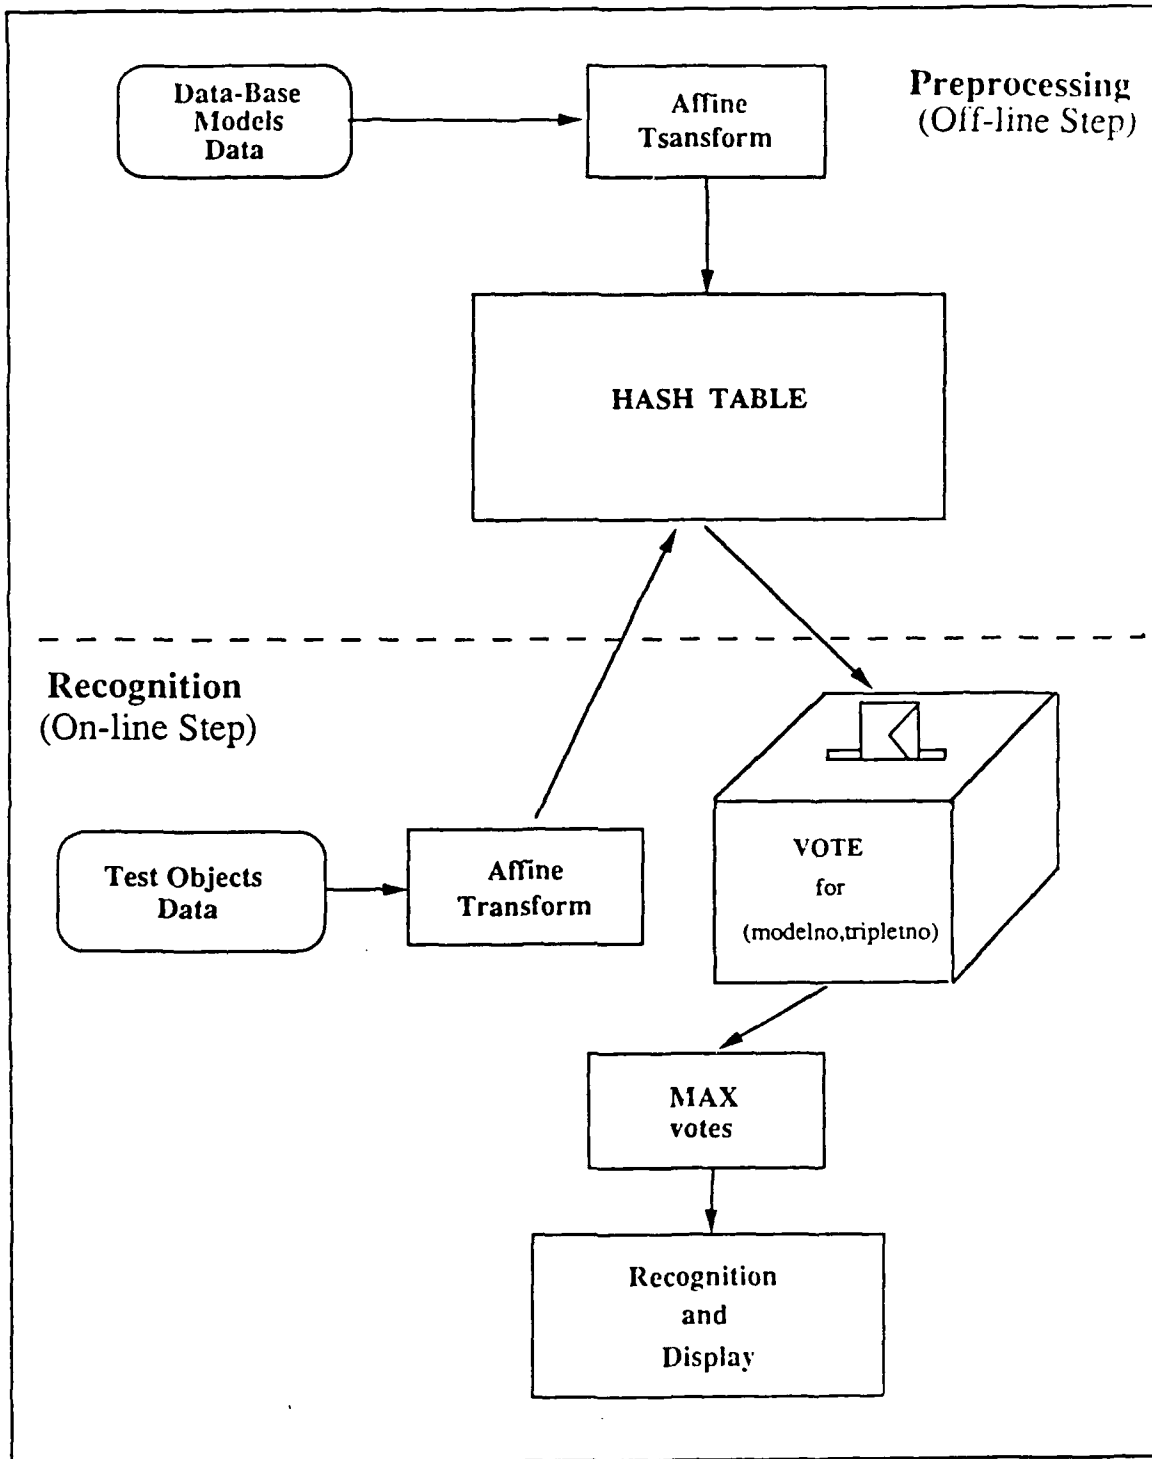 Data-Base
Models
Data
Affine
Tsansform
Preprocessing
(Off-line Step)
HASH TABLE
Recognition
(On-line Step)
Test Objects
Data
Affine
Transform
VOTE
for
(modelno,tripletno)
MAX
votes
Recognition
and
Display